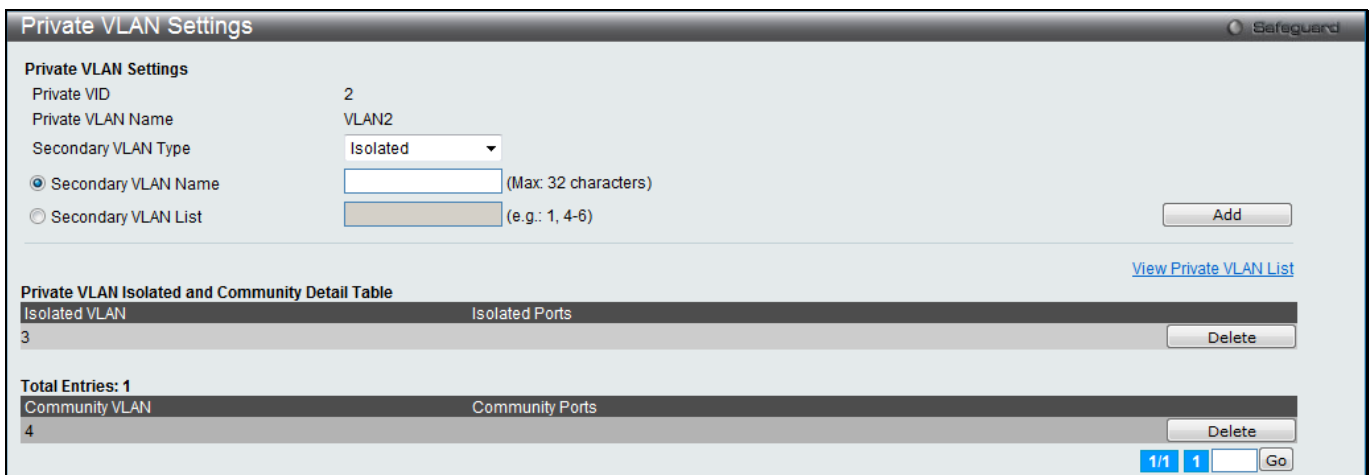 Private VLAN Settings
Safeguard
Private VLAN Settings
Private VID 2
Private VLAN Name VLAN2
Secondary VLAN Type Isolated
Secondary VLAN Name (Max: 32 characters)
Secondary VLAN List (e.g.: 1, 4-6) Add
View Private VLAN List
Private VLAN Isolated and Community Detail Table
Isolated VLAN Isolated Ports
3 Delete
Total Entries: 1
Community VLAN Community Ports
4 Delete
1/1 1 Go